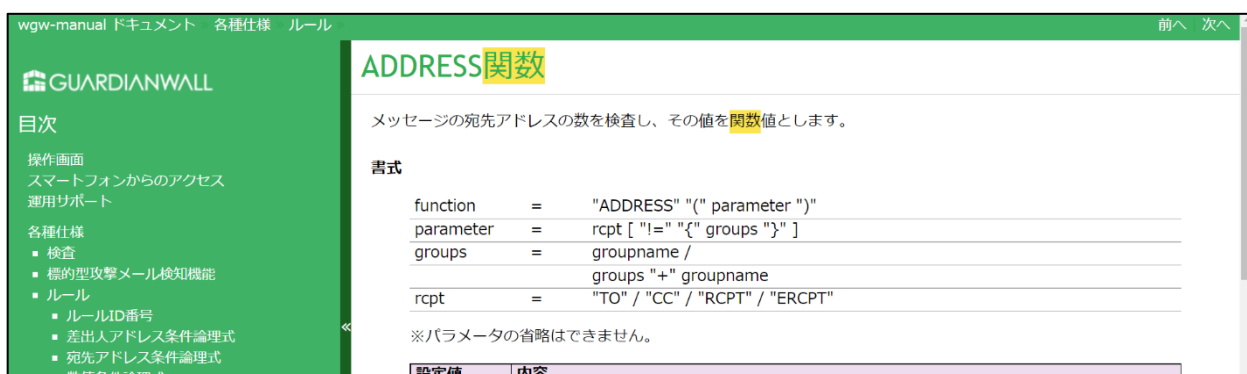 wgw-manual ドキュメント 各種仕様 ルール
前へ 次へ
GUARDIANWALL
目次
操作画面
スマートフォンからのアクセス
運用サポート
各種仕様
検査
標的型攻撃メール検知機能
ルール
ルールID番号
差出人アドレス条件論理式
宛先アドレス条件論理式
数値条件論理式
«
ADDRESS関数
メッセージの宛先アドレスの数を検査し、その値を関数値とします。
書式
function = "ADDRESS" "(" parameter ")"
parameter = rcpt [ "!=" "{" groups "}" ]
groups = groupname /
groups "+" groupname
rcpt = "TO" / "CC" / "RCPT" / "ERCPT"
※パラメータの省略はできません。
設定値 内容